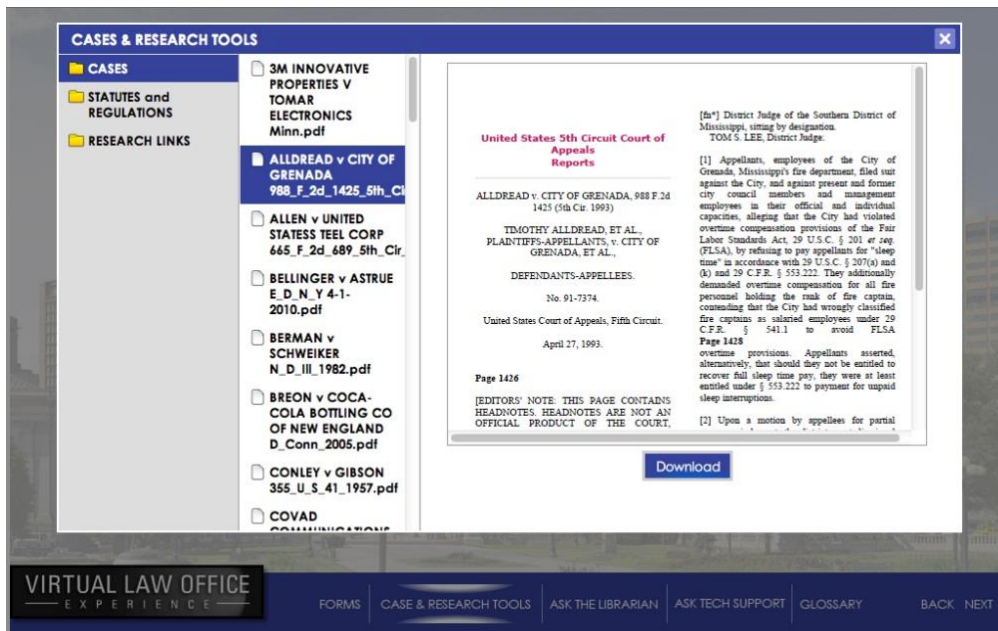 CASES & RESEARCH TOOLS
CASES
STATUTES and
REGULATIONS
RESEARCH LINKS
3M INNOVATIVE
PROPERTIES V
TOMAR
ELECTRONICS
Minn.pdf
ALLDREAD v CITY OF
GRENADA
988_F_2d_1425_5th_Ci
ALLEN v UNITED
STATESS TEEL CORP
665_F_2d_689_5th_Cir_
BELLINGER v ASTRUE
E_D_N_Y 4-1-
2010.pdf
BERMAN v
SCHWEIKER
N_D_Ill_1982.pdf
BREON v COCA-
COLA BOTTLING CO
OF NEW ENGLAND
D_Conn_2005.pdf
CONLEY v GIBSON
355_U_S_41_1957.pdf
COVAD
COMMUNICATIONS
United States 5th Circuit Court of
Appeals
Reports
ALLDREAD v. CITY OF GRENADA, 988 F.2d
1425 (5th Cir. 1993)
TIMOTHY ALLDREAD, ET AL.,
PLAINTIFFS-APPELLANTS, v. CITY OF
GRENADA, ET AL.,
DEFENDANTS-APPELLEES.
No. 91-7374.
United States Court of Appeals, Fifth Circuit.
April 27, 1993.
Page 1426
[EDITORS' NOTE: THIS PAGE CONTAINS
HEADNOTES. HEADNOTES ARE NOT AN
OFFICIAL PRODUCT OF THE COURT,
[fn*] District Judge of the Southern District of
Mississippi, sitting by designation.
TOM S. LEE, District Judge:
[1] Appellants, employees of the City of
Grenada, Mississippi's fire department, filed suit
against the City, and against present and former
city council members and management
employees in their official and individual
capacities, alleging that the City had violated
overtime compensation provisions of the Fair
Labor Standards Act, 29 U.S.C. § 201 et seq.
(FLSA), by refusing to pay appellants for "sleep
time" in accordance with 29 U.S.C. § 207(a) and
(k) and 29 C.F.R. § 553.222. They additionally
demanded overtime compensation for all fire
personnel holding the rank of fire captain,
contending that the City had wrongly classified
fire captains as salaried employees under 29
C.F.R. § 541.1 to avoid FLSA
Page 1428
overtime provisions. Appellants asserted,
alternatively, that should they not be entitled to
recover full sleep time pay, they were at least
entitled under § 553.222 to payment for unpaid
sleep interruptions.
[2] Upon a motion by appellees for partial
Download
VIRTUAL LAW OFFICE
EXPERIENCE
FORMS
CASE & RESEARCH TOOLS
ASK THE LIBRARIAN
ASK TECH SUPPORT
GLOSSARY
BACK
NEXT